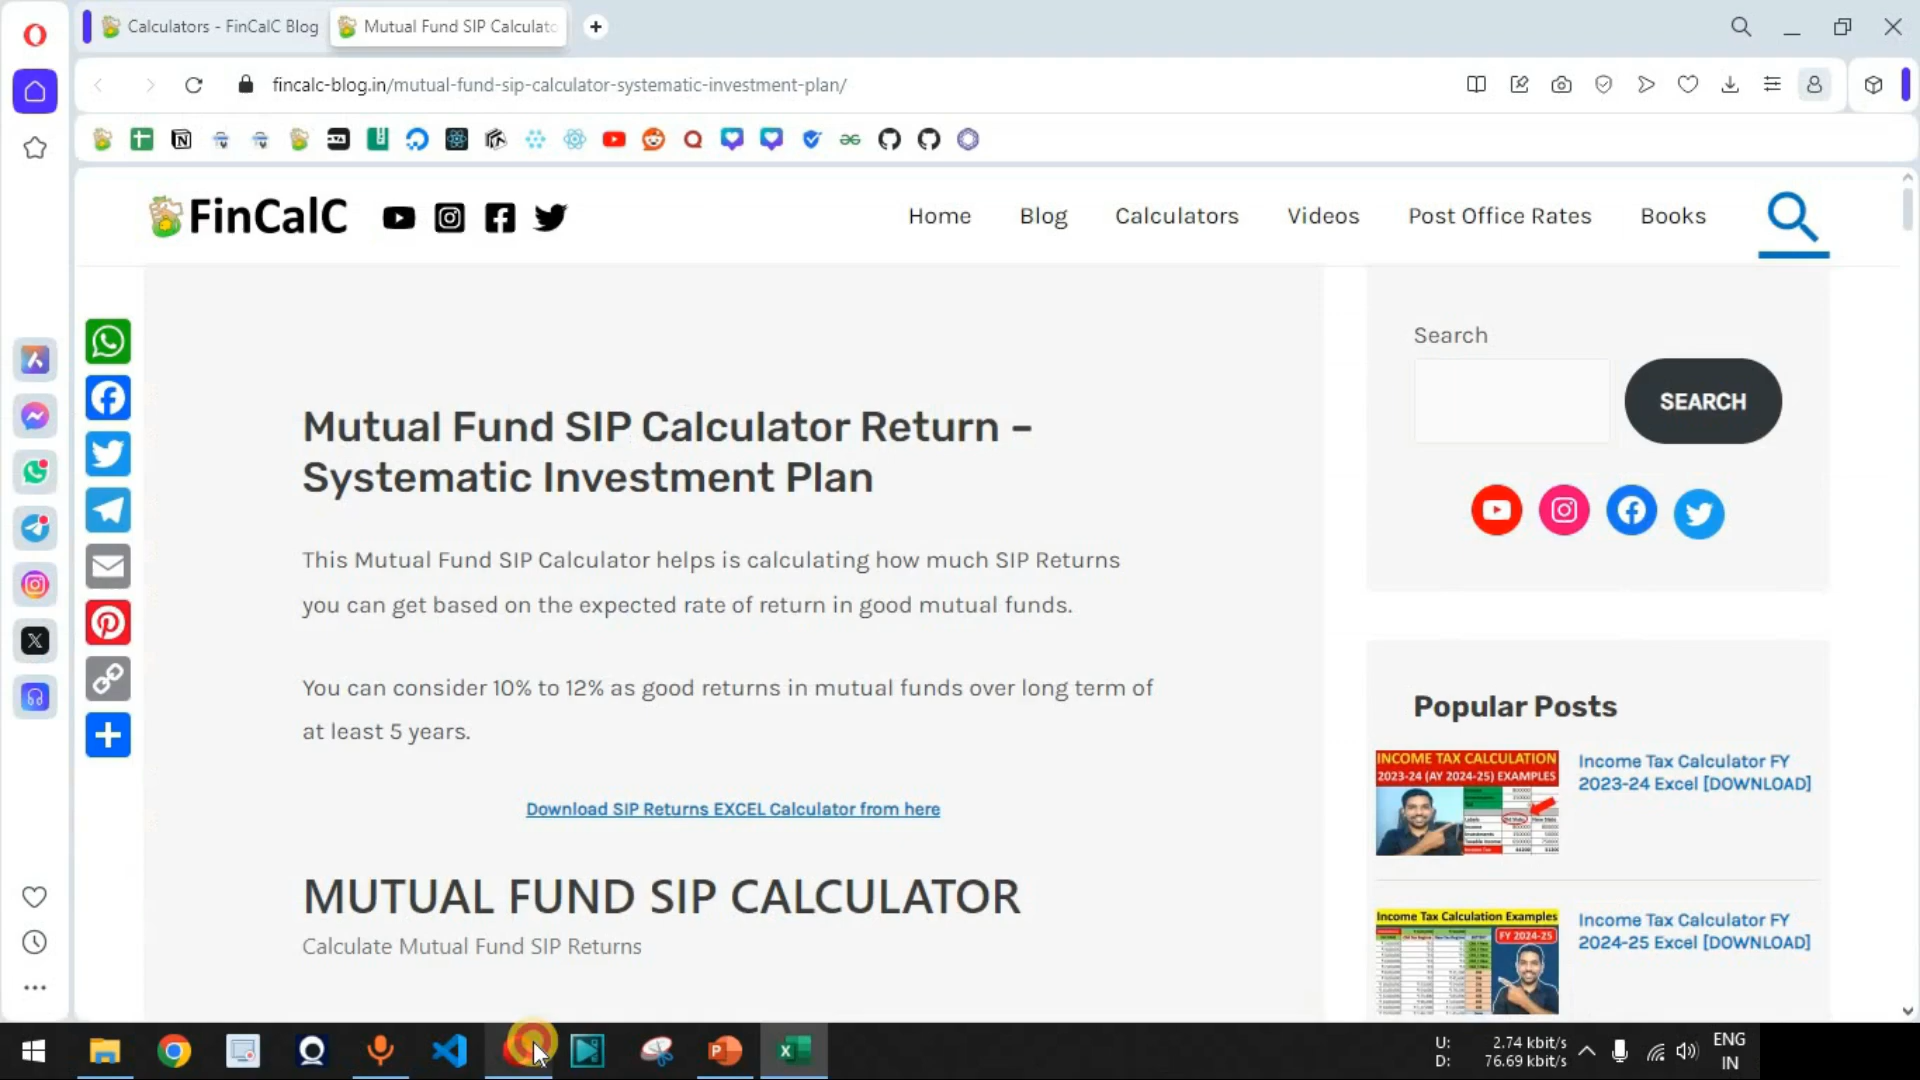 Calculators - FinCalC Blog
Mutual Fund SIP Calculato
fincalc-blog.in/mutual-fund-sip-calculator-systematic-investment-plan/
FinCalC
Home
Blog
Calculators
Videos
Post Office Rates
Books
Mutual Fund SIP Calculator Return –
Systematic Investment Plan
This Mutual Fund SIP Calculator helps is calculating how much SIP Returns
you can get based on the expected rate of return in good mutual funds.
You can consider 10% to 12% as good returns in mutual funds over long term of
at least 5 years.
Download SIP Returns EXCEL Calculator from here
MUTUAL FUND SIP CALCULATOR
Calculate Mutual Fund SIP Returns
Search
SEARCH
Popular Posts
INCOME TAX CALCULATION
2023-24 (AY 2024-25) EXAMPLES
Income Tax Calculator FY
2023-24 Excel [DOWNLOAD]
Income Tax Calculation Examples
FY 2024-25
Income Tax Calculator FY
2024-25 Excel [DOWNLOAD]
U: 2.74 kbit/s
D: 76.69 kbit/s
ENG
IN